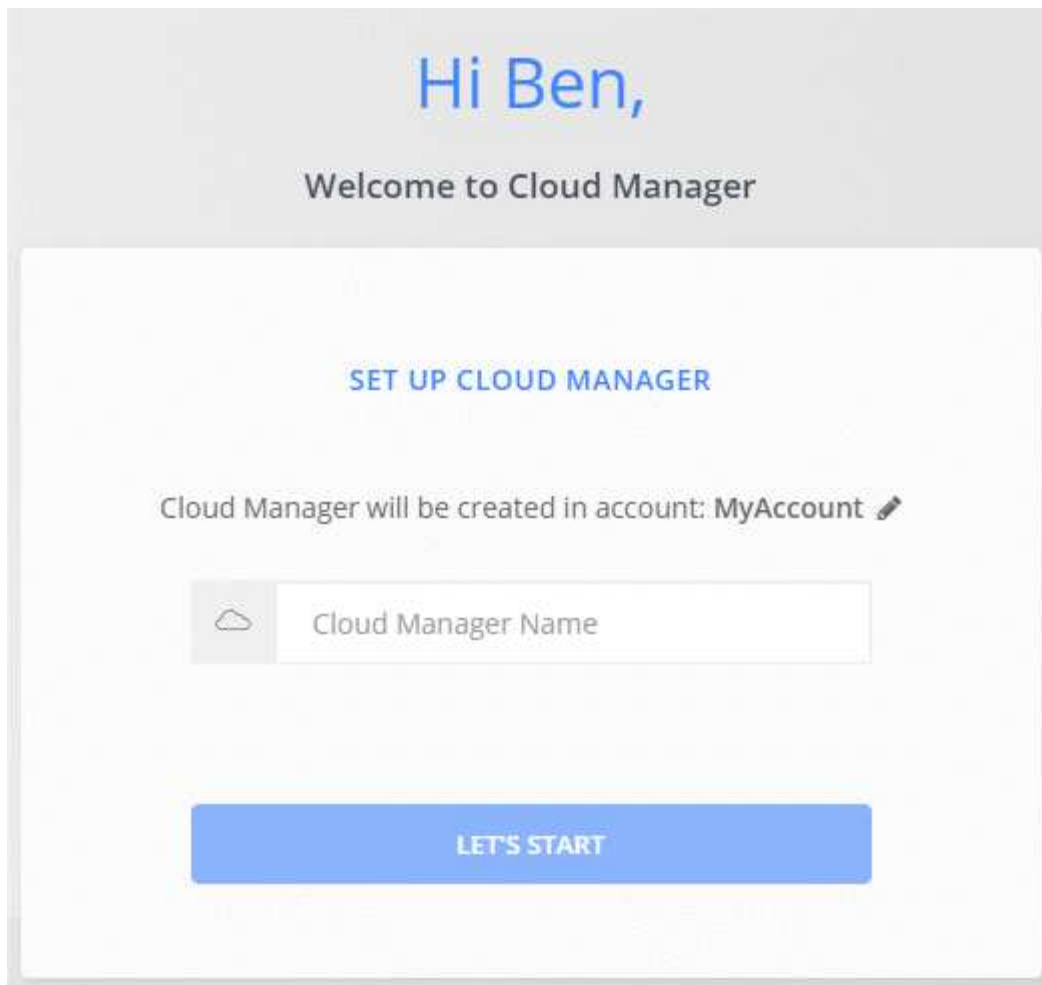 Hi Ben,
Welcome to Cloud Manager
SET UP CLOUD MANAGER
Cloud Manager will be created in account: MyAccount
Cloud Manager Name
LET'S START